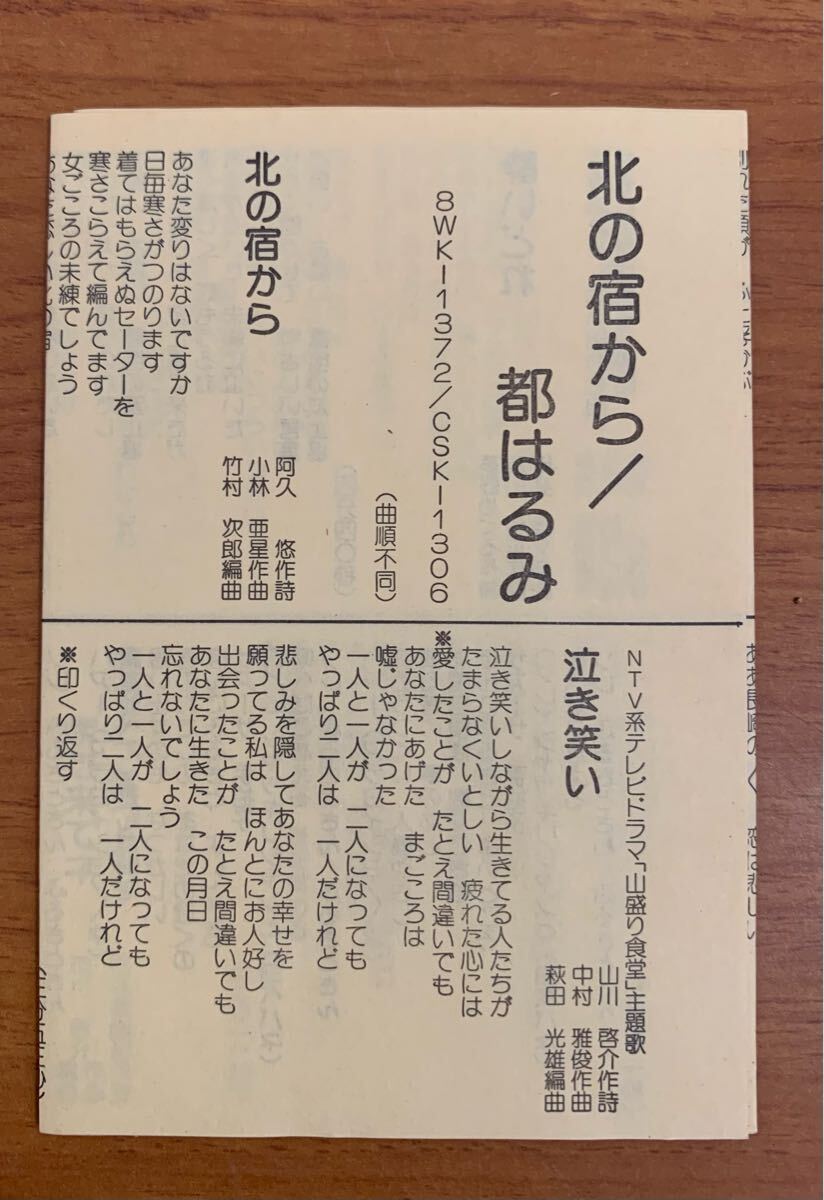 北の宿から/
都はるみ
8WK-1372/CSK-1306
(曲順不同)
北の宿から
阿久 悠作詩
小林 亜星作曲
竹村 次郎編曲
あなた変りはないですか
日毎寒さがつのります
着てはもらえぬセーターを
寒さこらえて編んでます
女ごころの未練でしょう
NTV系テレビドラマ「山盛り食堂」主題歌
泣き笑い
山川 啓介作詩
中村 雅俊作曲
萩田 光雄編曲
泣き笑いしながら生きてる人たちが
たまらなくいとしい 疲れた心には
※愛したことが たとえ間違いでも
あなたにあげた まごころは
嘘じゃなかった
一人と一人が 二人になっても
やっぱり二人は 一人だけれど
悲しみを隠してあなたの幸せを
願ってる私は ほんとにお人好し
出会ったことが たとえ間違いでも
あなたに生きた この月日
忘れないでしょう
一人と一人が 二人になっても
やっぱり二人は 一人だけれど
※印くり返す